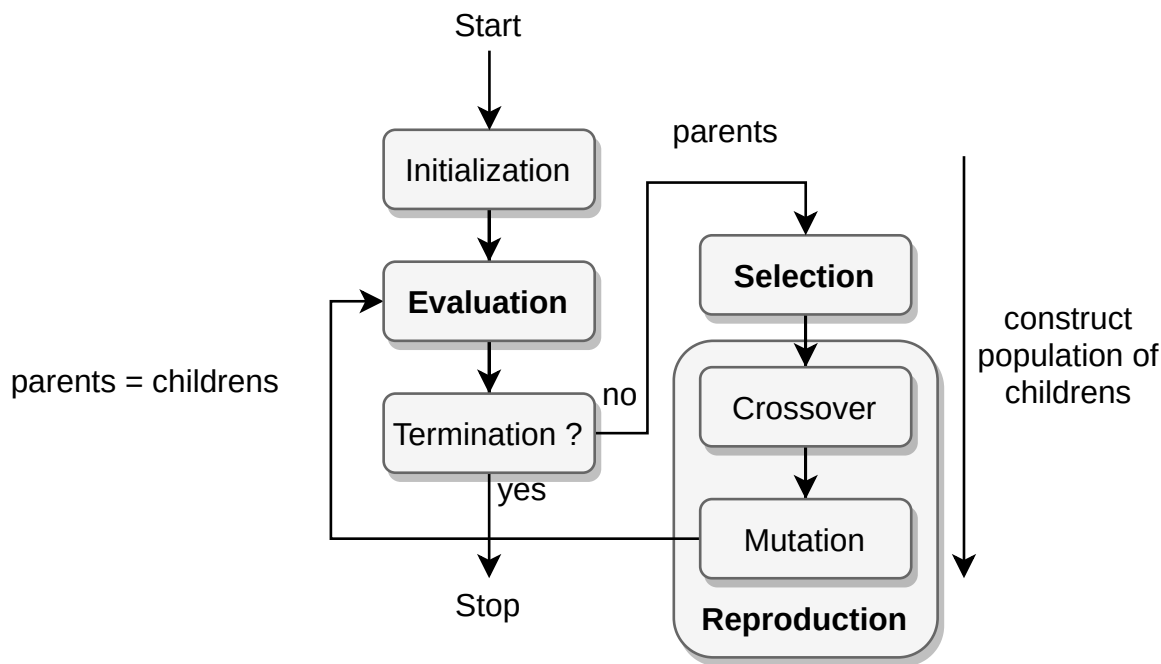 Start
Initialization
Evaluation
Termination ?
no
yes
Stop
parents = childrens
parents
Selection
Crossover
Mutation
Reproduction
construct
population of
childrens